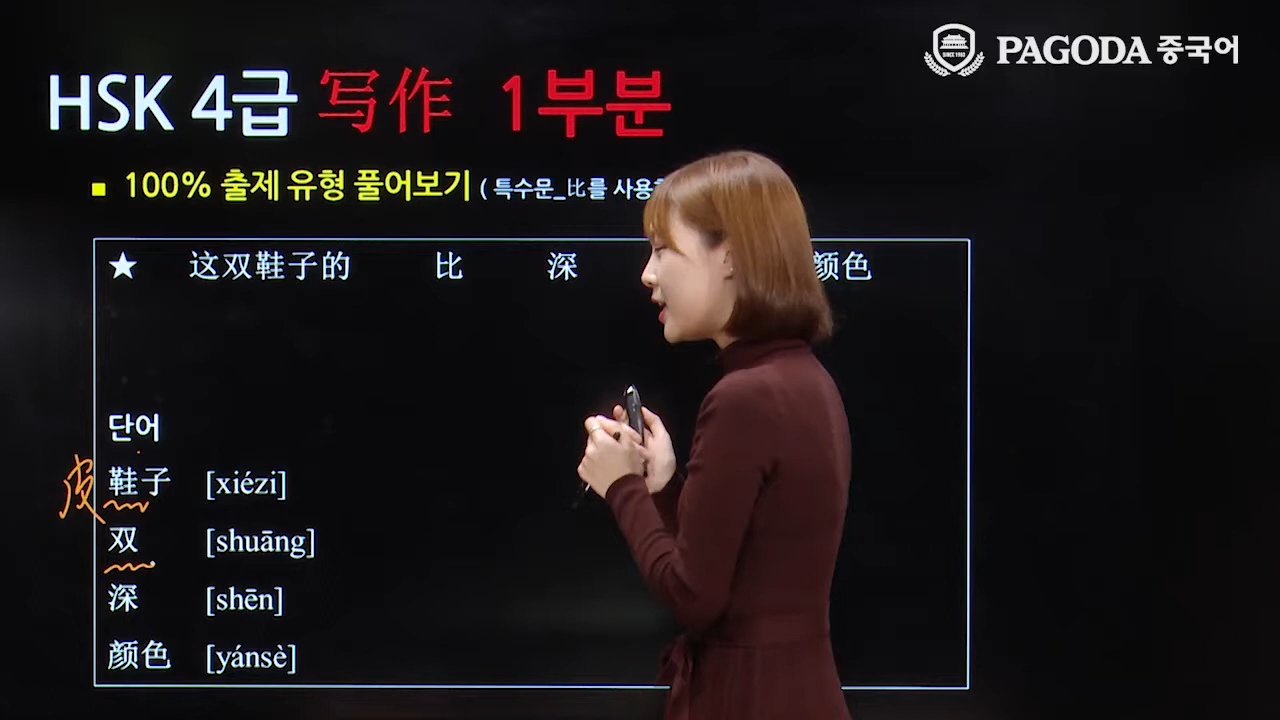 SINCE 1983
PAGODA 중국어
HSK 4급 写作 1부분
■ 100% 출제 유형 풀어보기 ( 특수문_比를 사용
★ 这双鞋子的 比 深 颜色
단어
皮 鞋子 [xiézi]
双 [shuāng]
深 [shēn]
颜色 [yánsè]